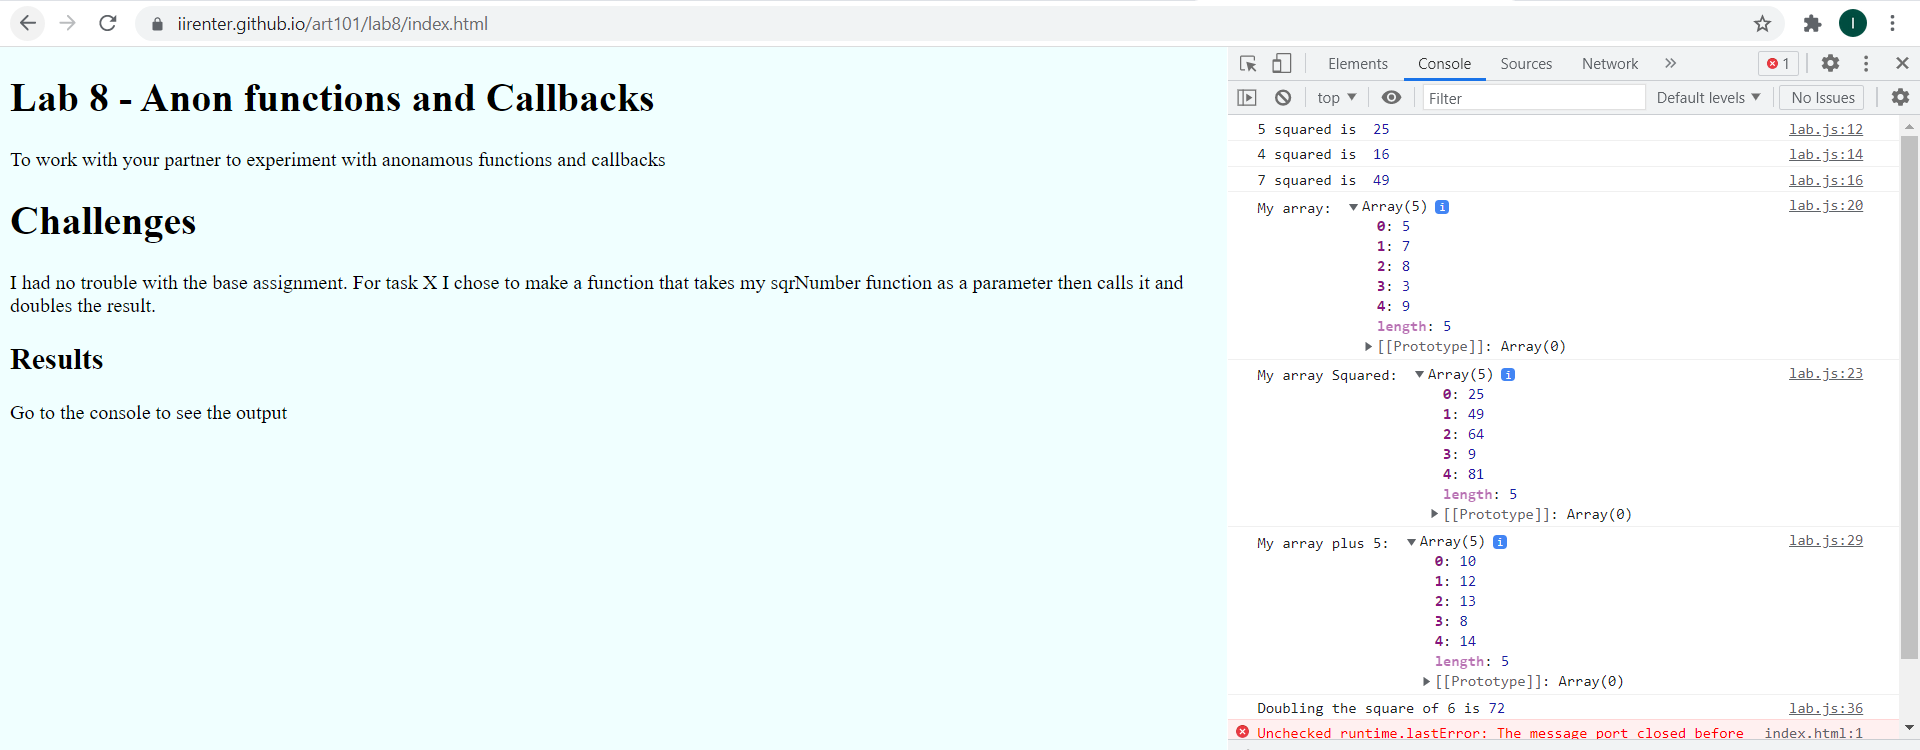 iirenter.github.io/art101/lab8/index.html
I
Lab 8 - Anon functions and Callbacks
To work with your partner to experiment with anonamous functions and callbacks
Challenges
I had no trouble with the base assignment. For task X I chose to make a function that takes my sqrNumber function as a parameter then calls it and
doubles the result.
Results
Go to the console to see the output
Elements Console Sources Network » 1
top Filter Default levels No Issues
5 squared is 25 lab.js:12
4 squared is 16 lab.js:14
7 squared is 49 lab.js:16
My array: Array(5) i lab.js:20
0: 5
1: 7
2: 8
3: 3
4: 9
length: 5
[[Prototype]]: Array(0)
My array Squared: Array(5) i lab.js:23
0: 25
1: 49
2: 64
3: 9
4: 81
length: 5
[[Prototype]]: Array(0)
My array plus 5: Array(5) i lab.js:29
0: 10
1: 12
2: 13
3: 8
4: 14
length: 5
[[Prototype]]: Array(0)
Doubling the square of 6 is 72 lab.js:36
Unchecked runtime.lastError: The message port closed before index.html:1